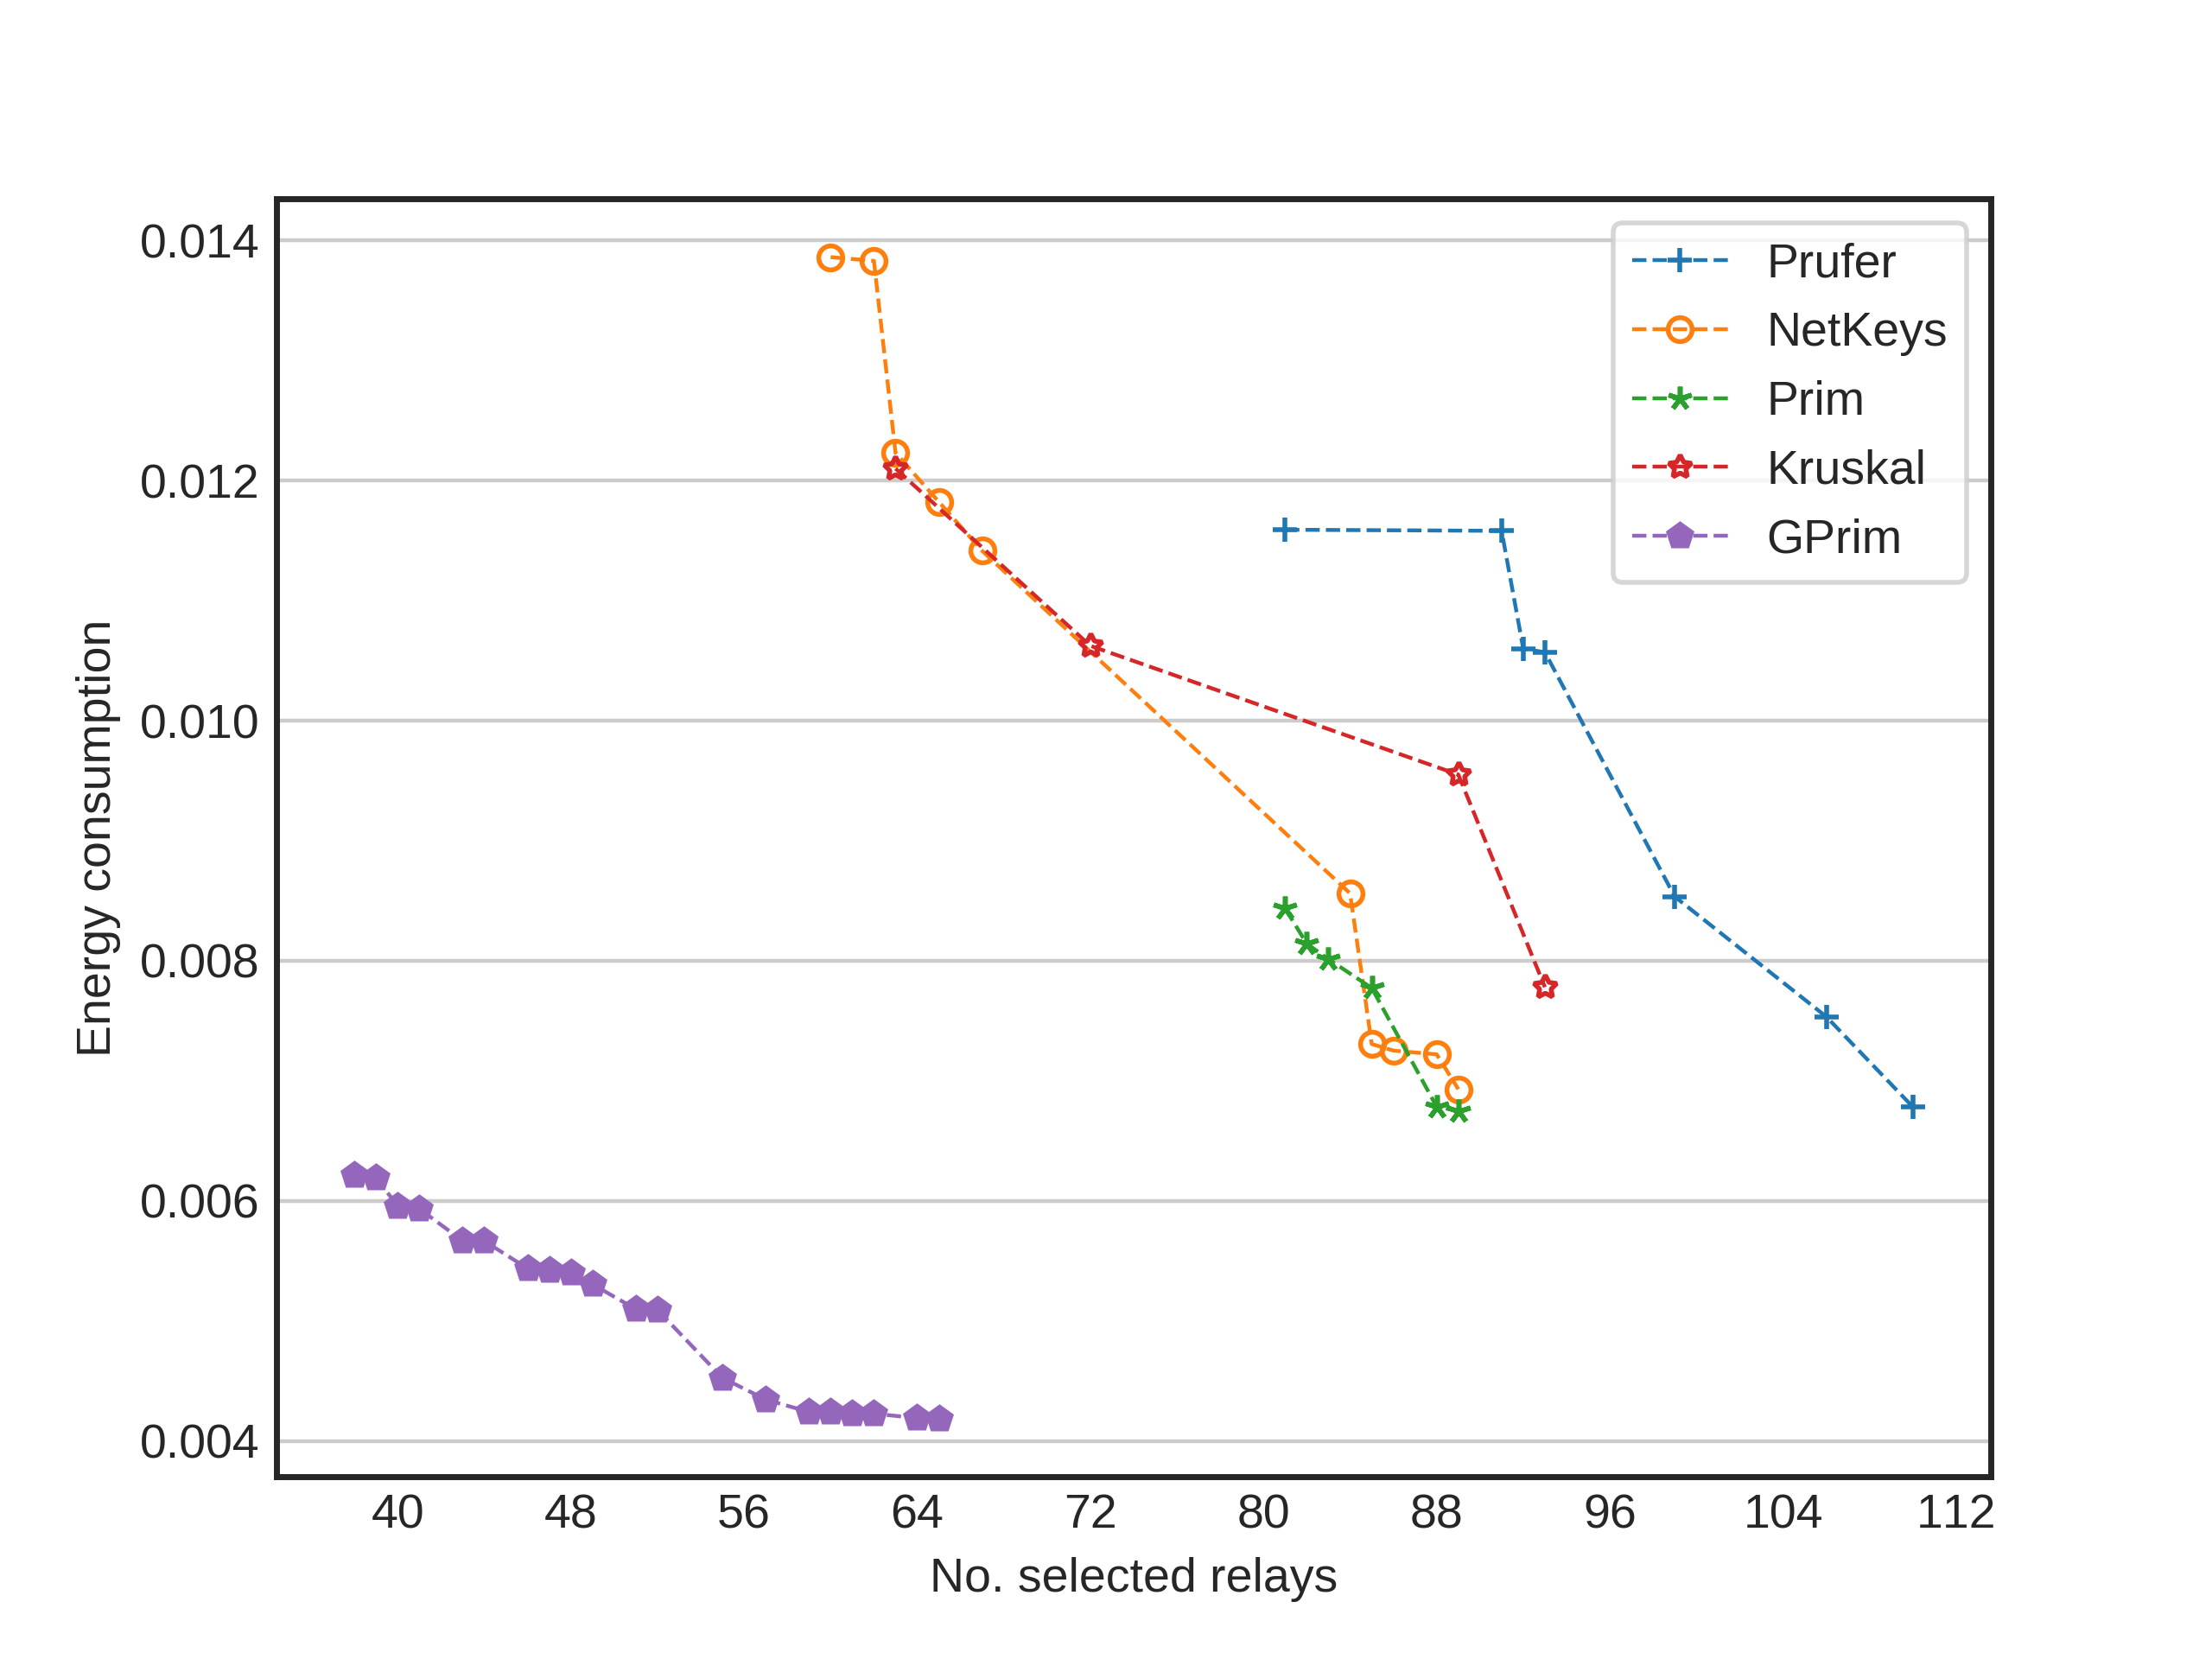 0.014
0.012
0.010
0.008
0.006
0.004
Energy consumption
Prufer
NetKeys
Prim
Kruskal
GPrim
40 48 56 64 72 80 88 96 104 112
No. selected relays